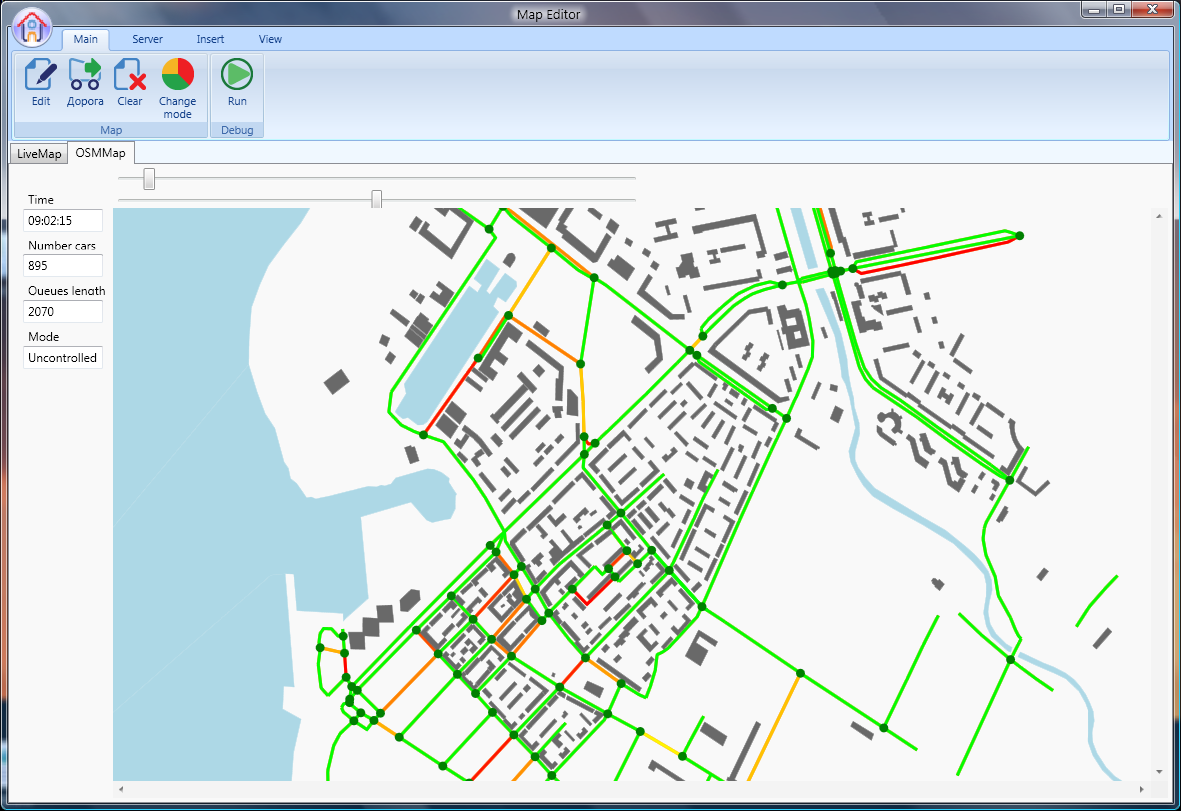 Map Editor
Main Server Insert View
Edit Дорога Clear Change mode Run
Map Debug
LiveMap OSMMap
Time
09:02:15
Number cars
895
Oueues length
2070
Mode
Uncontrolled